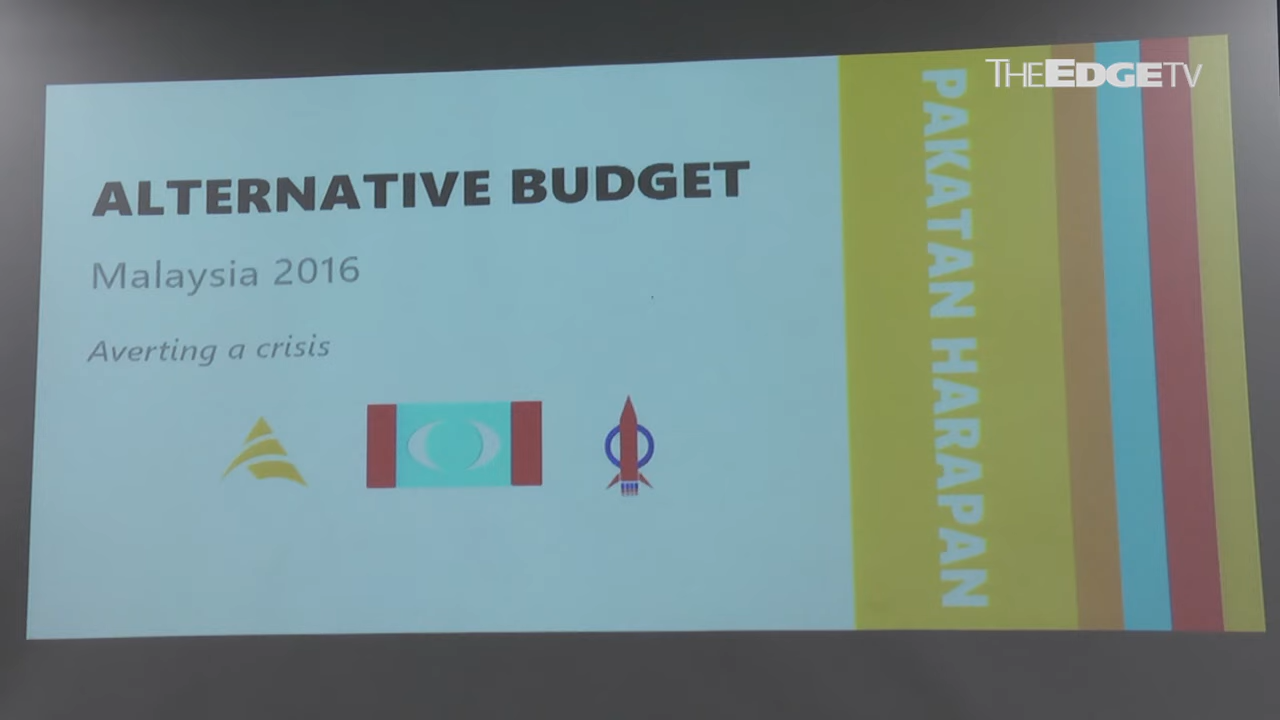 THEEDGETV
ALTERNATIVE BUDGET
Malaysia 2016
Averting a crisis
PAKATAN HARAPAN